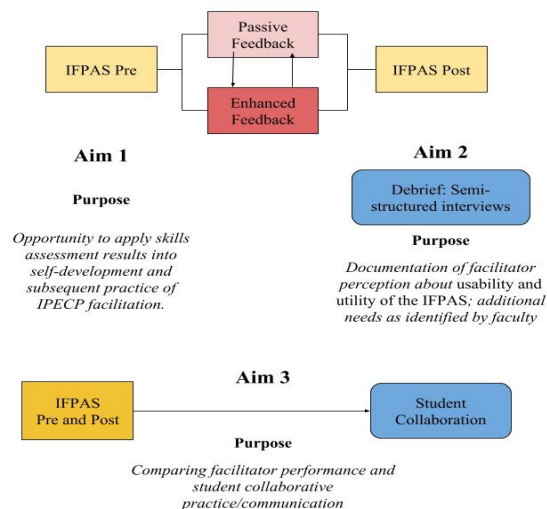 Passive
Feedback
IFPAS Pre
IFPAS Post
Enhanced
Feedback
Aim 1
Purpose
Opportunity to apply skills
assessment results into
self-development and
subsequent practice of
IPECP facilitation.
Aim 2
Debrief: Semi-
structured interviews
Purpose
Documentation of facilitator
perception about usability and
utility of the IFPAS; additional
needs as identified by faculty
Aim 3
IFPAS
Pre and Post
Student
Collaboration
Purpose
Comparing facilitator performance and
student collaborative
practice/communication